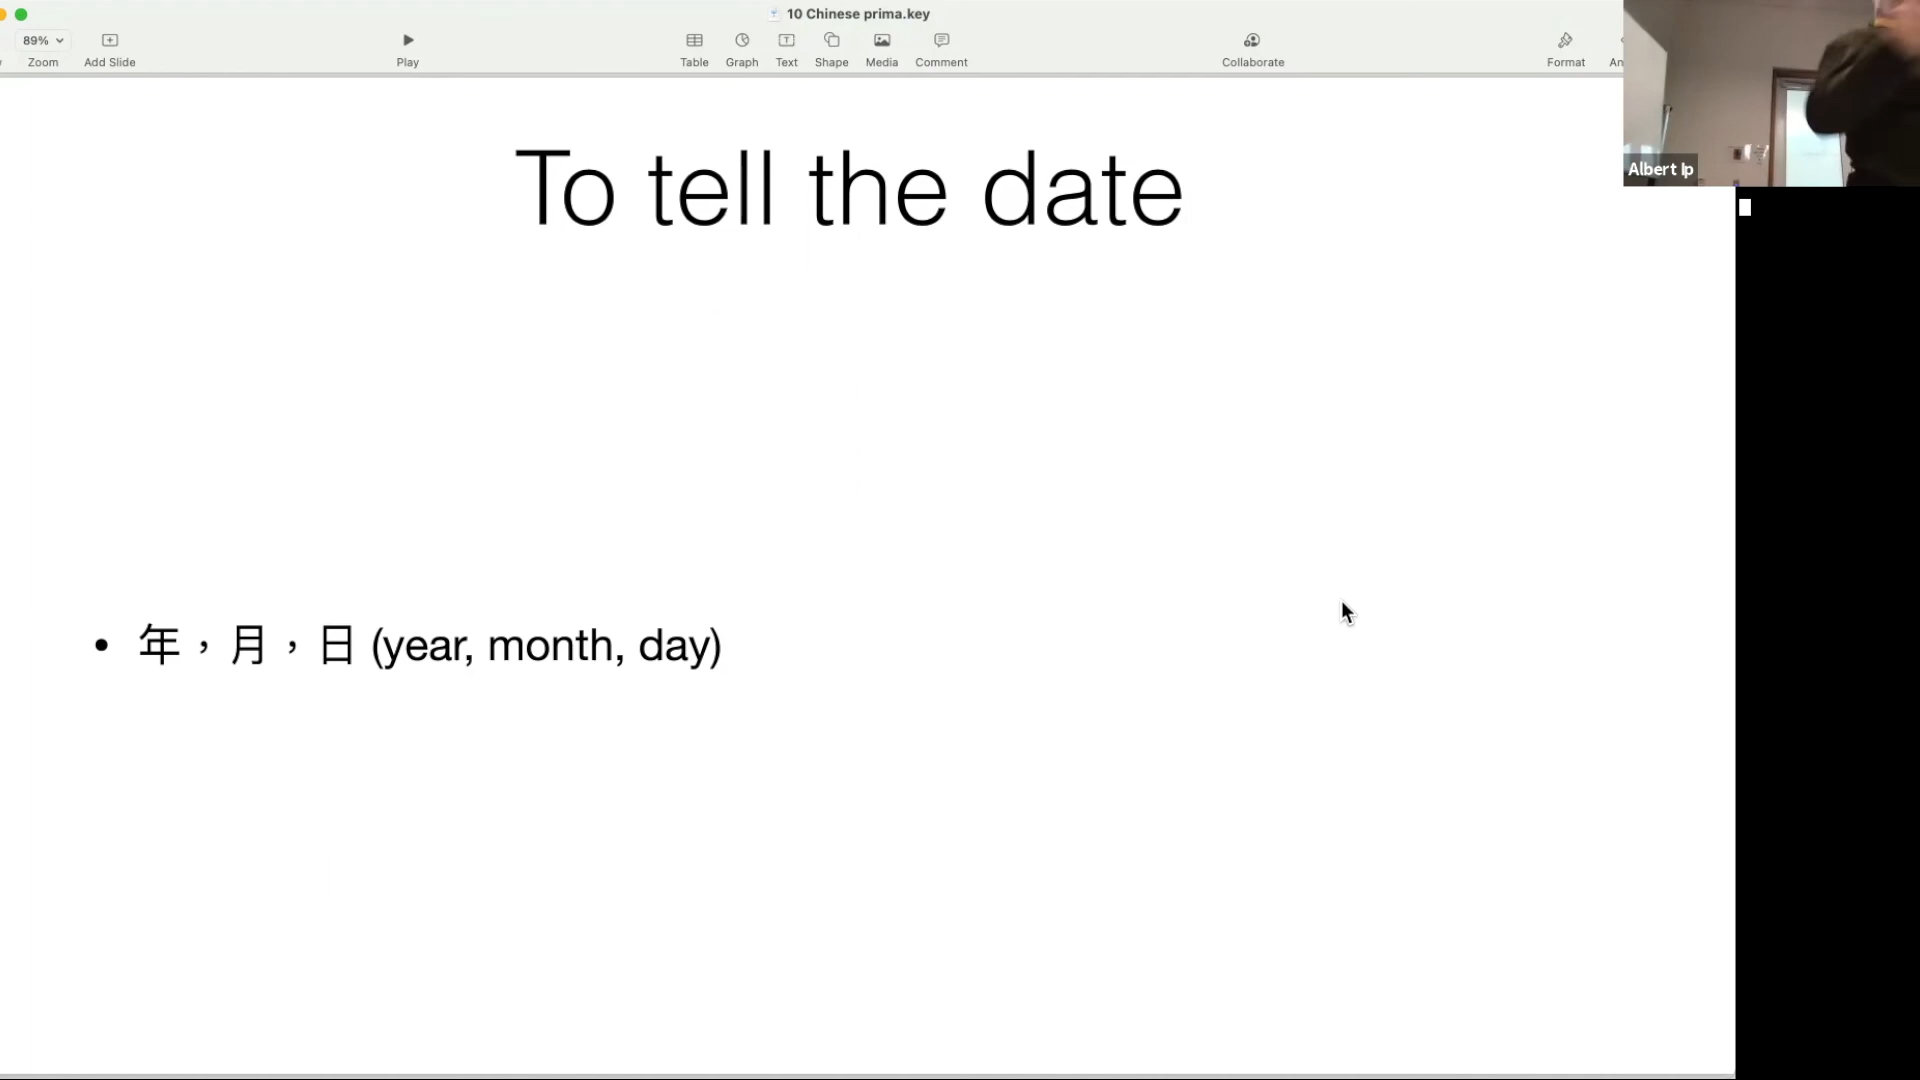 10 Chinese prima.key
89%
Zoom
Add Slide
Play
Table
Graph
Text
Shape
Media
Comment
Collaborate
Format
Albert Ip
To tell the date
• 年，月，日 (year, month, day)